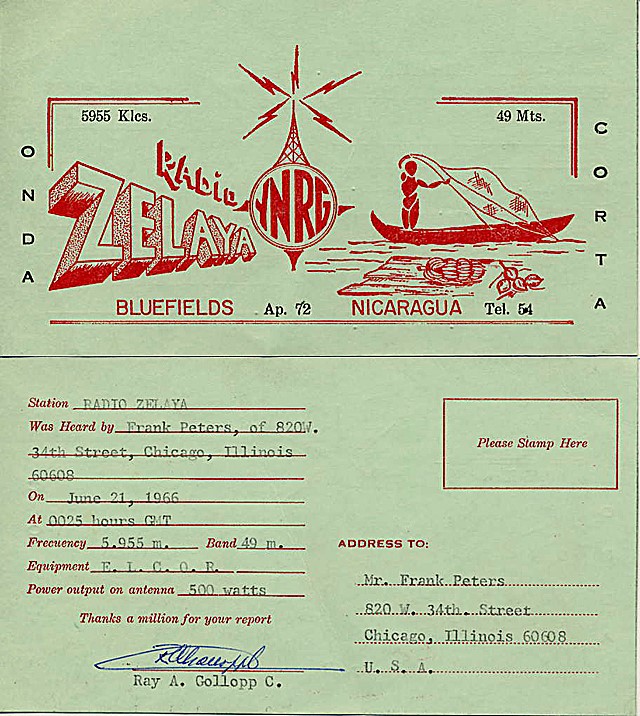 5955 Klcs.
49 Mts.
ONDA
CORTA
RADIO
ZELAYA
YNRG
BLUEFIELDS Ap. 72 NICARAGUA Tel. 54
Station RADIO ZELAYA
Was Heard by Frank Peters, of 820W.
34th Street, Chicago, Illinois
60608
On June 21, 1966
At 0025 hours GMT
Frecuency 5.955 m. Band 49 m.
Equipment E. L. C. O. R.
Power output on antenna 500 watts
Thanks a million for your report
Ray A. Gollopp C.
Please Stamp Here
ADDRESS TO:
Mr. Frank Peters
820 W. 34th. Street
Chicago, Illinois 60608
U. S. A.